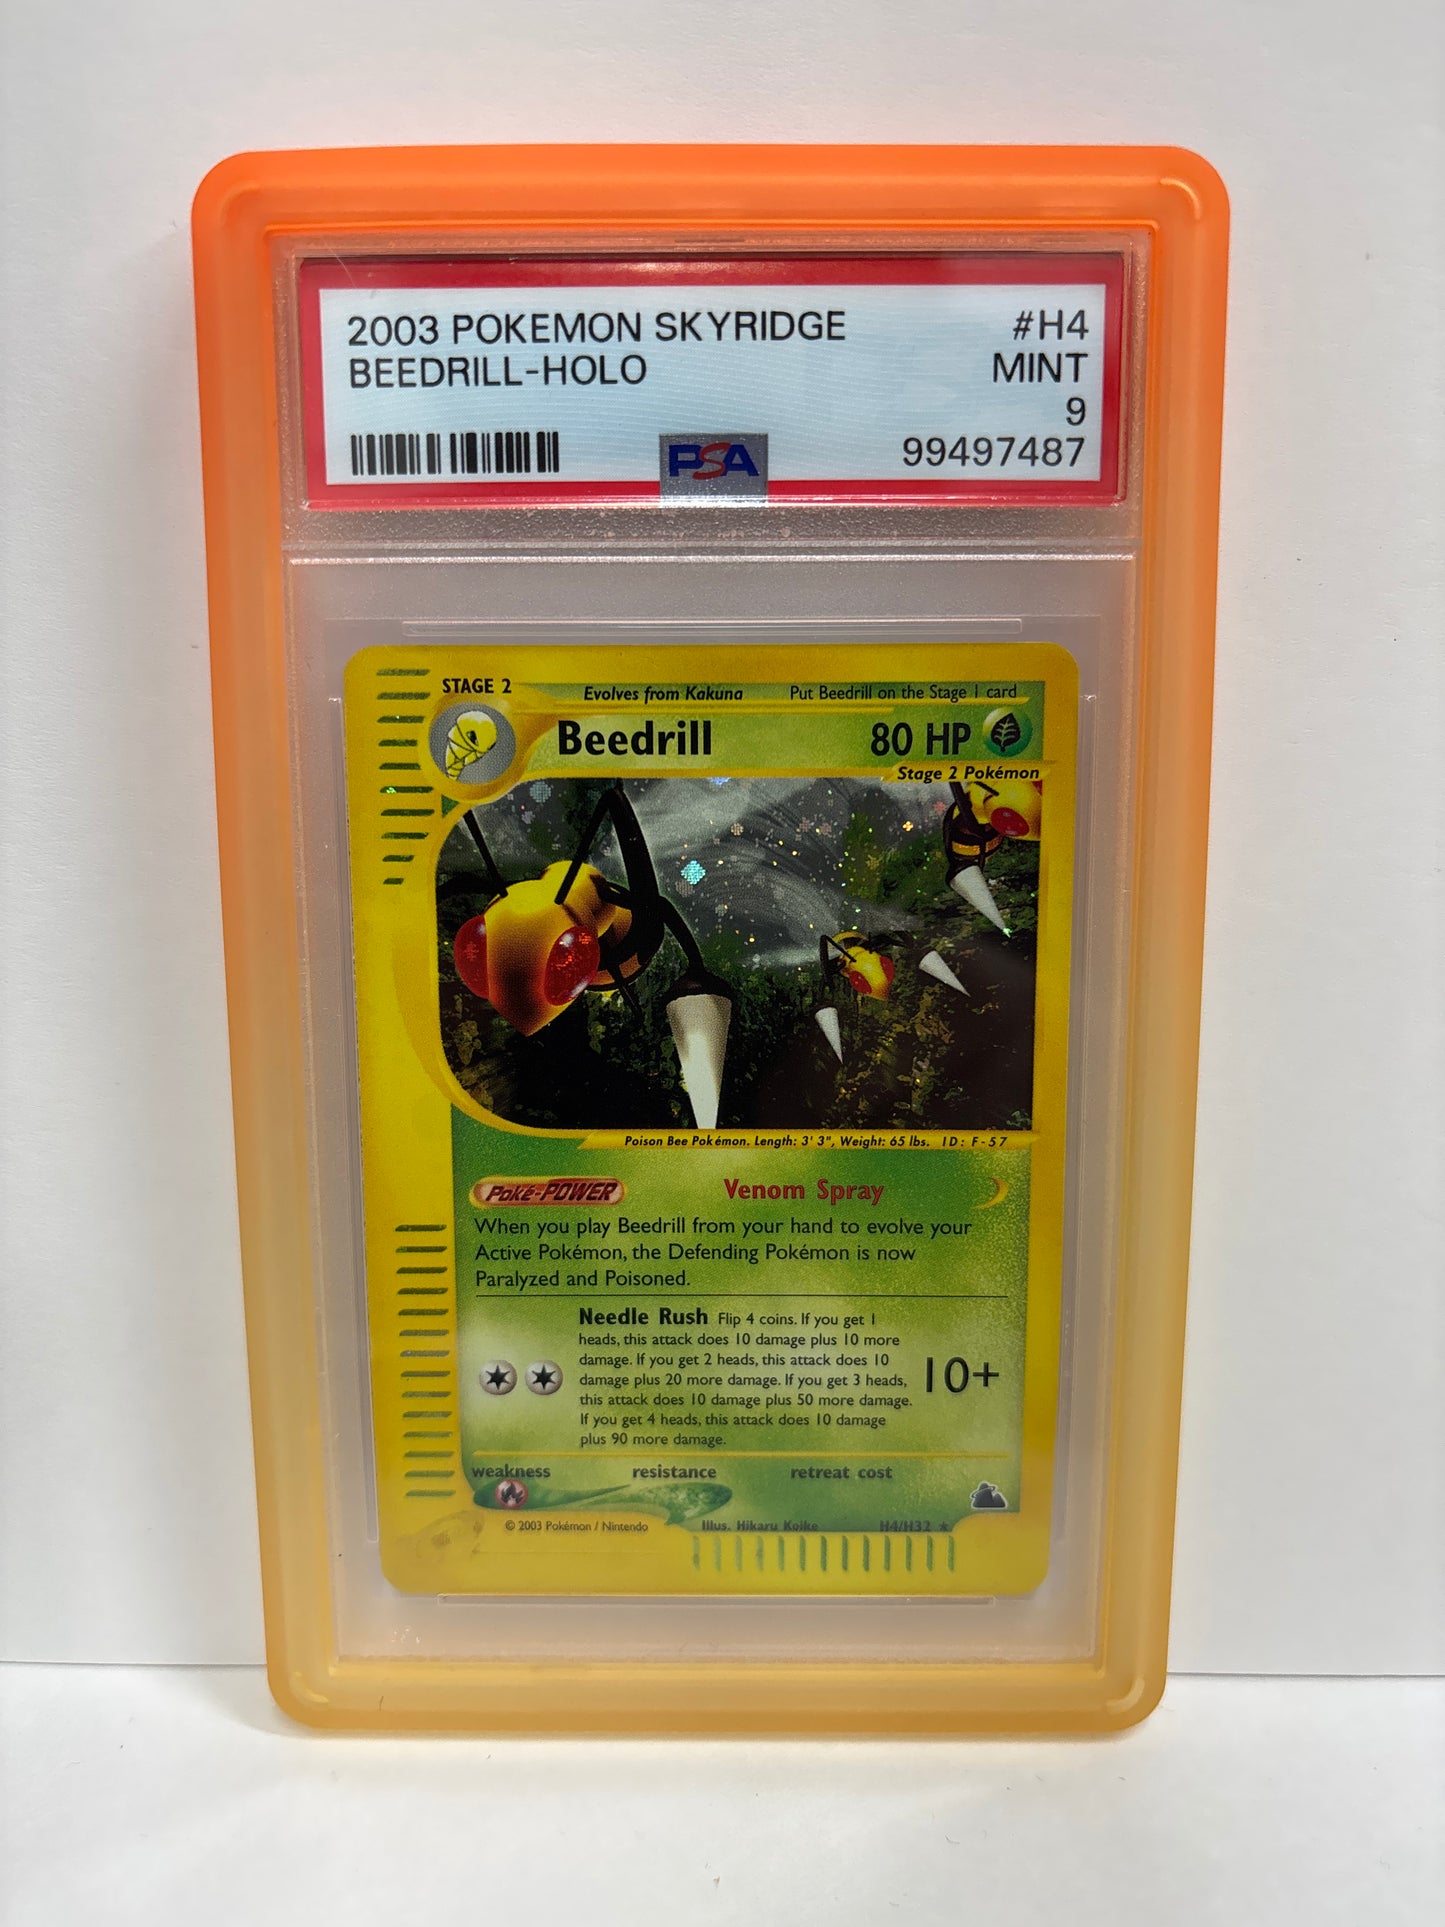 2003 POKEMON SKYRIDGE #H4
BEEDRILL-HOLO MINT
9
PSA 99497487
STAGE 2 Evolves from Kakuna Put Beedrill on the Stage 1 card
Beedrill 80 HP
Stage 2 Pokémon
Poison Bee Pokémon. Length: 3' 3", Weight: 65 lbs. ID: F-57
Poké-POWER Venom Spray
When you play Beedrill from your hand to evolve your
Active Pokémon, the Defending Pokémon is now
Paralyzed and Poisoned.
Needle Rush Flip 4 coins. If you get 1
heads, this attack does 10 damage plus 10 more
damage. If you get 2 heads, this attack does 10
damage plus 20 more damage. If you get 3 heads,
this attack does 10 damage plus 50 more damage.
If you get 4 heads, this attack does 10 damage
plus 90 more damage.
10+
weakness resistance retreat cost
© 2003 Pokémon / Nintendo Illus. Hikaru Koike H4/H32 ★